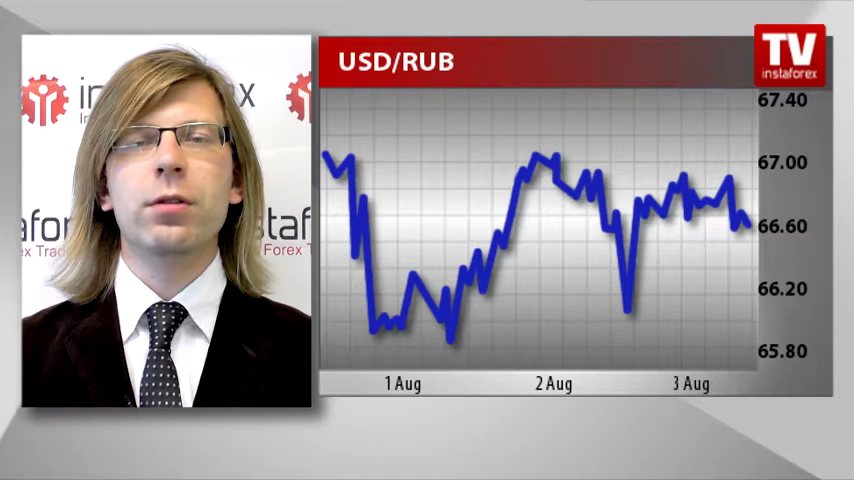 USD/RUB
TV
instaforex
67.40
67.00
66.60
66.20
65.80
1 Aug
2 Aug
3 Aug
Forex